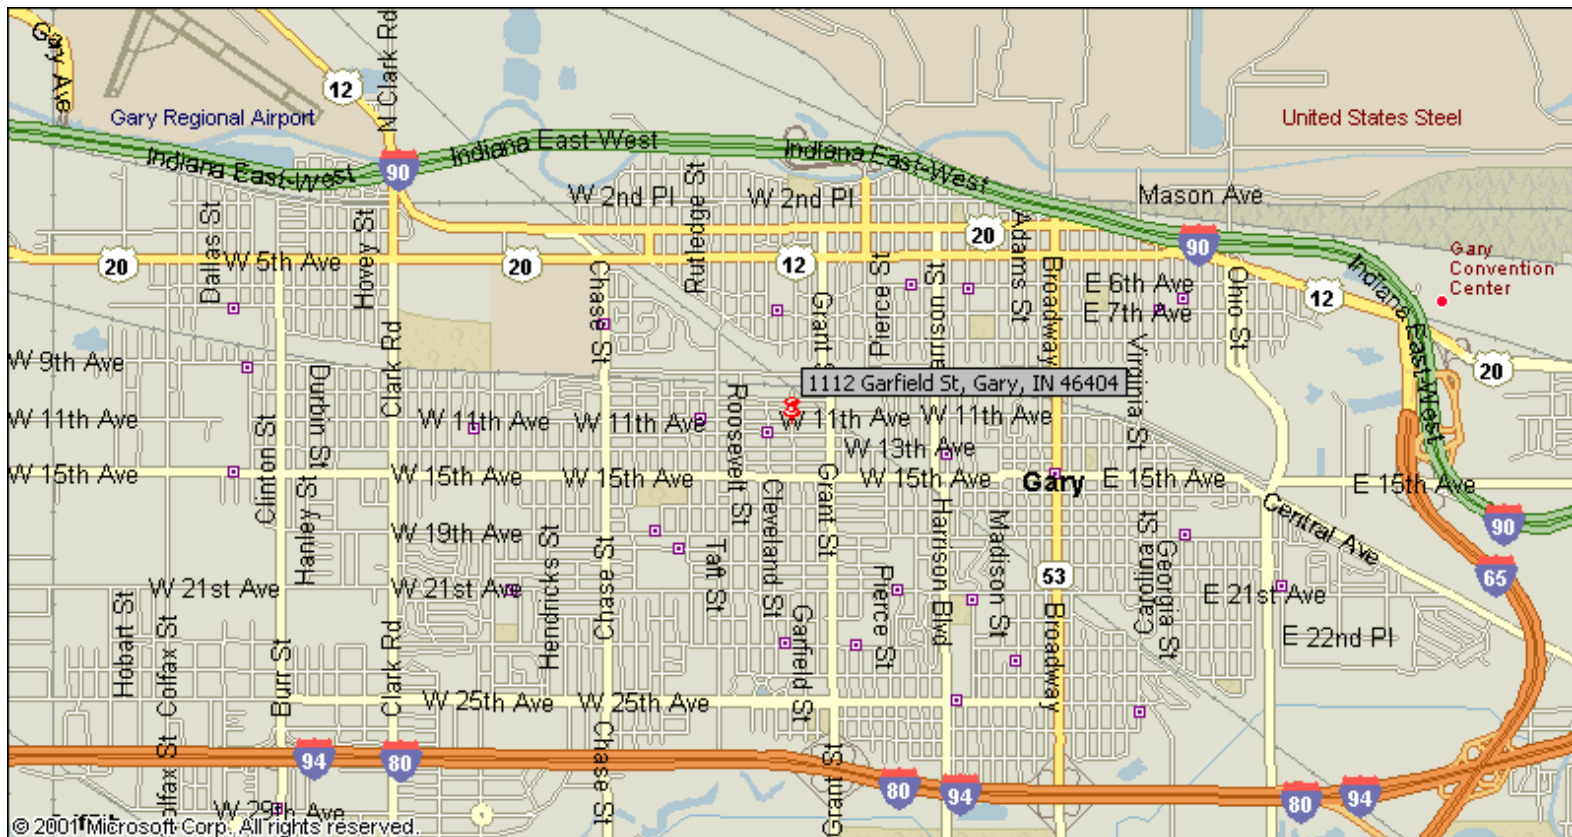 Gary Ave
12
N Clark Rd
Gary Regional Airport
United States Steel
Indiana East-West
Indiana East-West
Indiana East-West
90
W 2nd Pl
Rutledge St
W 2nd Pl
Mason Ave
Dallas St
Hovey St
Adams St
20
90
20
W 5th Ave
20
12
Gary
Convention
Center
Chase St
Grant S
Pierce St
Broadway
E 6th Ave
E 7th Ave
Ohio St
12
Indiana East-West
W 9th Ave
Durbin St
Clark Rd
Virginia St
20
1112 Garfield St, Gary, IN 46404
W 11th Ave
W 11th Ave
W 11th Ave
Roosevelt St
W 11th Ave
W 11th Ave
Clinton St
W 13th Ave
W 15th Ave
W 15th Ave
W 15th Ave
W 15th Ave
Gary
E 15th Ave
E 15th Ave
Hanley St
W 19th Ave
Hendricks St
Chase St
Taft St
Cleveland St
Grant St
Harrison Blvd
Madison St
Carolina St
Georgia St
Central Ave
90
65
53
W 21st Ave
W 21st Ave
E 21st Ave
Hobart St
Colfax St
Burr St
Clark Rd
Garfield St
Pierce St
Broadway
E 22nd Pl
W 25th Ave
W 25th Ave
Colfax St
94
80
Chase St
Grant St
80
94
80
94
W 29th Ave
© 2001 Microsoft Corp. All rights reserved.